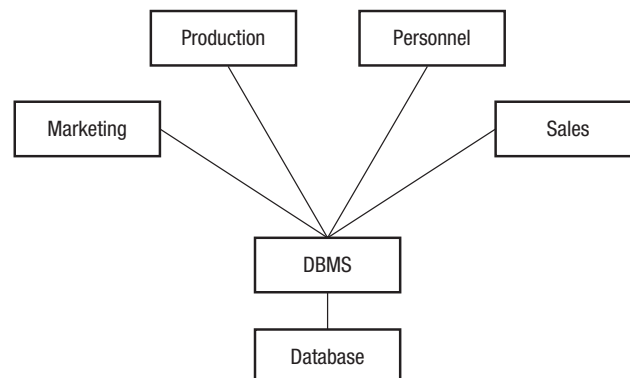 Production
Personnel
Marketing
Sales
DBMS
Database